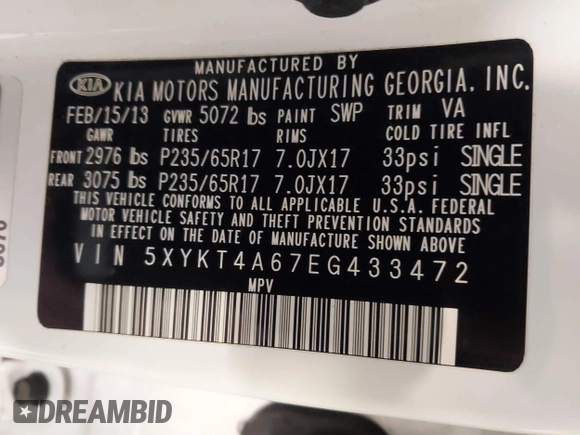 MANUFACTURED BY
KIA KIA MOTORS MANUFACTURING GEORGIA, INC.
FEB/15/13 GVWR 5072 lbs PAINT SWP TRIM VA
GAWR TIRES RIMS COLD TIRE INFL
FRONT 2976 lbs P235/65R17 7.0JX17 33psi SINGLE
REAR 3075 lbs P235/65R17 7.0JX17 33psi SINGLE
THIS VEHICLE CONFORMS TO ALL APPLICABLE U.S.A. FEDERAL
MOTOR VEHICLE SAFETY AND THEFT PREVENTION STANDARDS
IN EFFECT ON THE DATE OF MANUFACTURE SHOWN ABOVE.
VIN 5XYKT4A67EG433472
MPV
DREAMBID